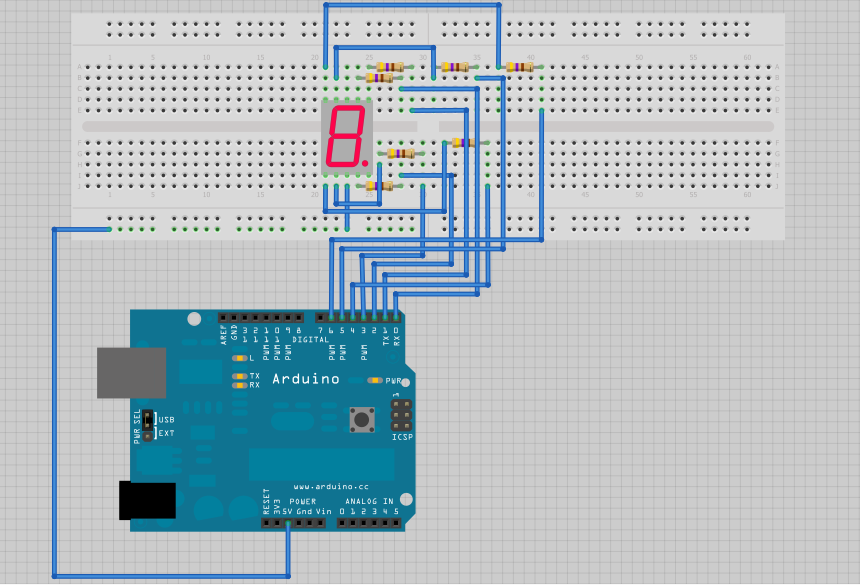 1 5 10 15 20 25 30 35 40 45 50 55 60
A A
B B
C C
D D
E E
F F
G G
H H
I I
J J
1 5 10 15 20 25 30 35 40 45 50 55 60
AREF GND 13 12 11 10 9 8 7 6 5 4 3 2 1 0
DIGITAL
PWM PWM PWM PWM PWM PWM TX RX
L
TX
RX
Arduino
PWR
1
PWR SEL
USB
EXT
ICSP
www.arduino.cc
POWER ANALOG IN
RESET 3V3 5V Gnd Vin 0 1 2 3 4 5